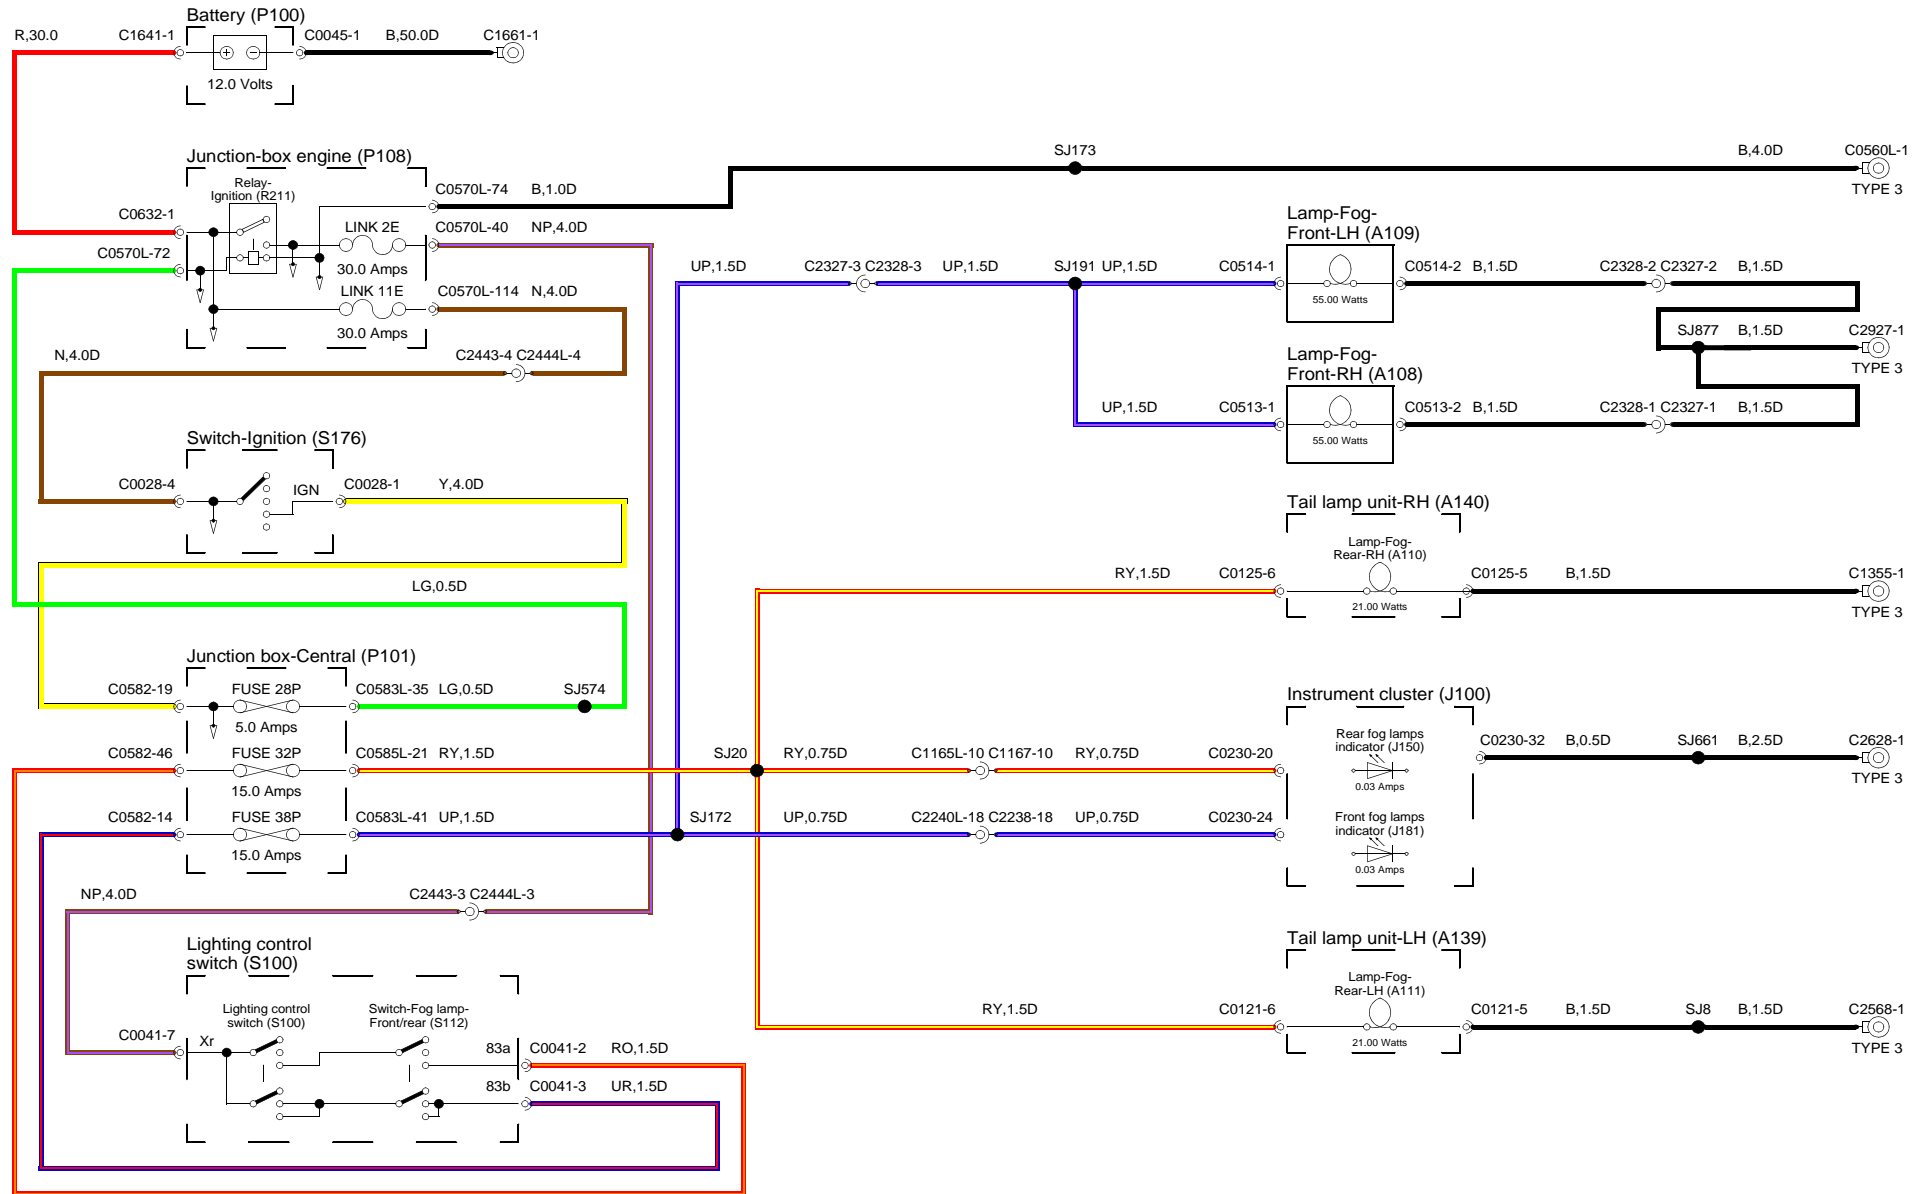 Battery (P100)
R,30.0
C1641-1
C0045-1
B,50.0D
C1661-1
12.0 Volts
Junction-box engine (P108)
Relay-
Ignition (R211)
C0570L-74
B,1.0D
SJ173
B,4.0D
C0560L-1
TYPE 3
C0632-1
LINK 2E
C0570L-40
NP,4.0D
C0570L-72
30.0 Amps
LINK 11E
C0570L-114
N,4.0D
30.0 Amps
N,4.0D
C2443-4 C2444L-4
Lamp-Fog-
Front-LH (A109)
UP,1.5D
C2327-3 C2328-3
UP,1.5D
SJ191
UP,1.5D
C0514-1
C0514-2
B,1.5D
C2328-2 C2327-2
B,1.5D
55.00 Watts
SJ877
B,1.5D
C2927-1
TYPE 3
Lamp-Fog-
Front-RH (A108)
UP,1.5D
C0513-1
C0513-2
B,1.5D
C2328-1 C2327-1
B,1.5D
55.00 Watts
Switch-Ignition (S176)
C0028-4
IGN
C0028-1
Y,4.0D
LG,0.5D
Tail lamp unit-RH (A140)
Lamp-Fog-
Rear-RH (A110)
RY,1.5D
C0125-6
C0125-5
B,1.5D
C1355-1
21.00 Watts
TYPE 3
Junction box-Central (P101)
C0582-19
FUSE 28P
C0583L-35
LG,0.5D
SJ574
5.0 Amps
C0582-46
FUSE 32P
C0585L-21
RY,1.5D
SJ20
RY,0.75D
C1165L-10 C1167-10
RY,0.75D
C0230-20
15.0 Amps
C0582-14
FUSE 38P
C0583L-41
UP,1.5D
SJ172
UP,0.75D
C2240L-18 C2238-18
UP,0.75D
C0230-24
15.0 Amps
Instrument cluster (J100)
Rear fog lamps
indicator (J150)
0.03 Amps
C0230-32
B,0.5D
SJ661
B,2.5D
C2628-1
TYPE 3
Front fog lamps
indicator (J181)
0.03 Amps
NP,4.0D
C2443-3 C2444L-3
Lighting control
switch (S100)
Lighting control
switch (S100)
Switch-Fog lamp-
Front/rear (S112)
C0041-7
Xr
83a
C0041-2
RO,1.5D
83b
C0041-3
UR,1.5D
Tail lamp unit-LH (A139)
Lamp-Fog-
Rear-LH (A111)
RY,1.5D
C0121-6
C0121-5
B,1.5D
SJ8
B,1.5D
C2568-1
21.00 Watts
TYPE 3